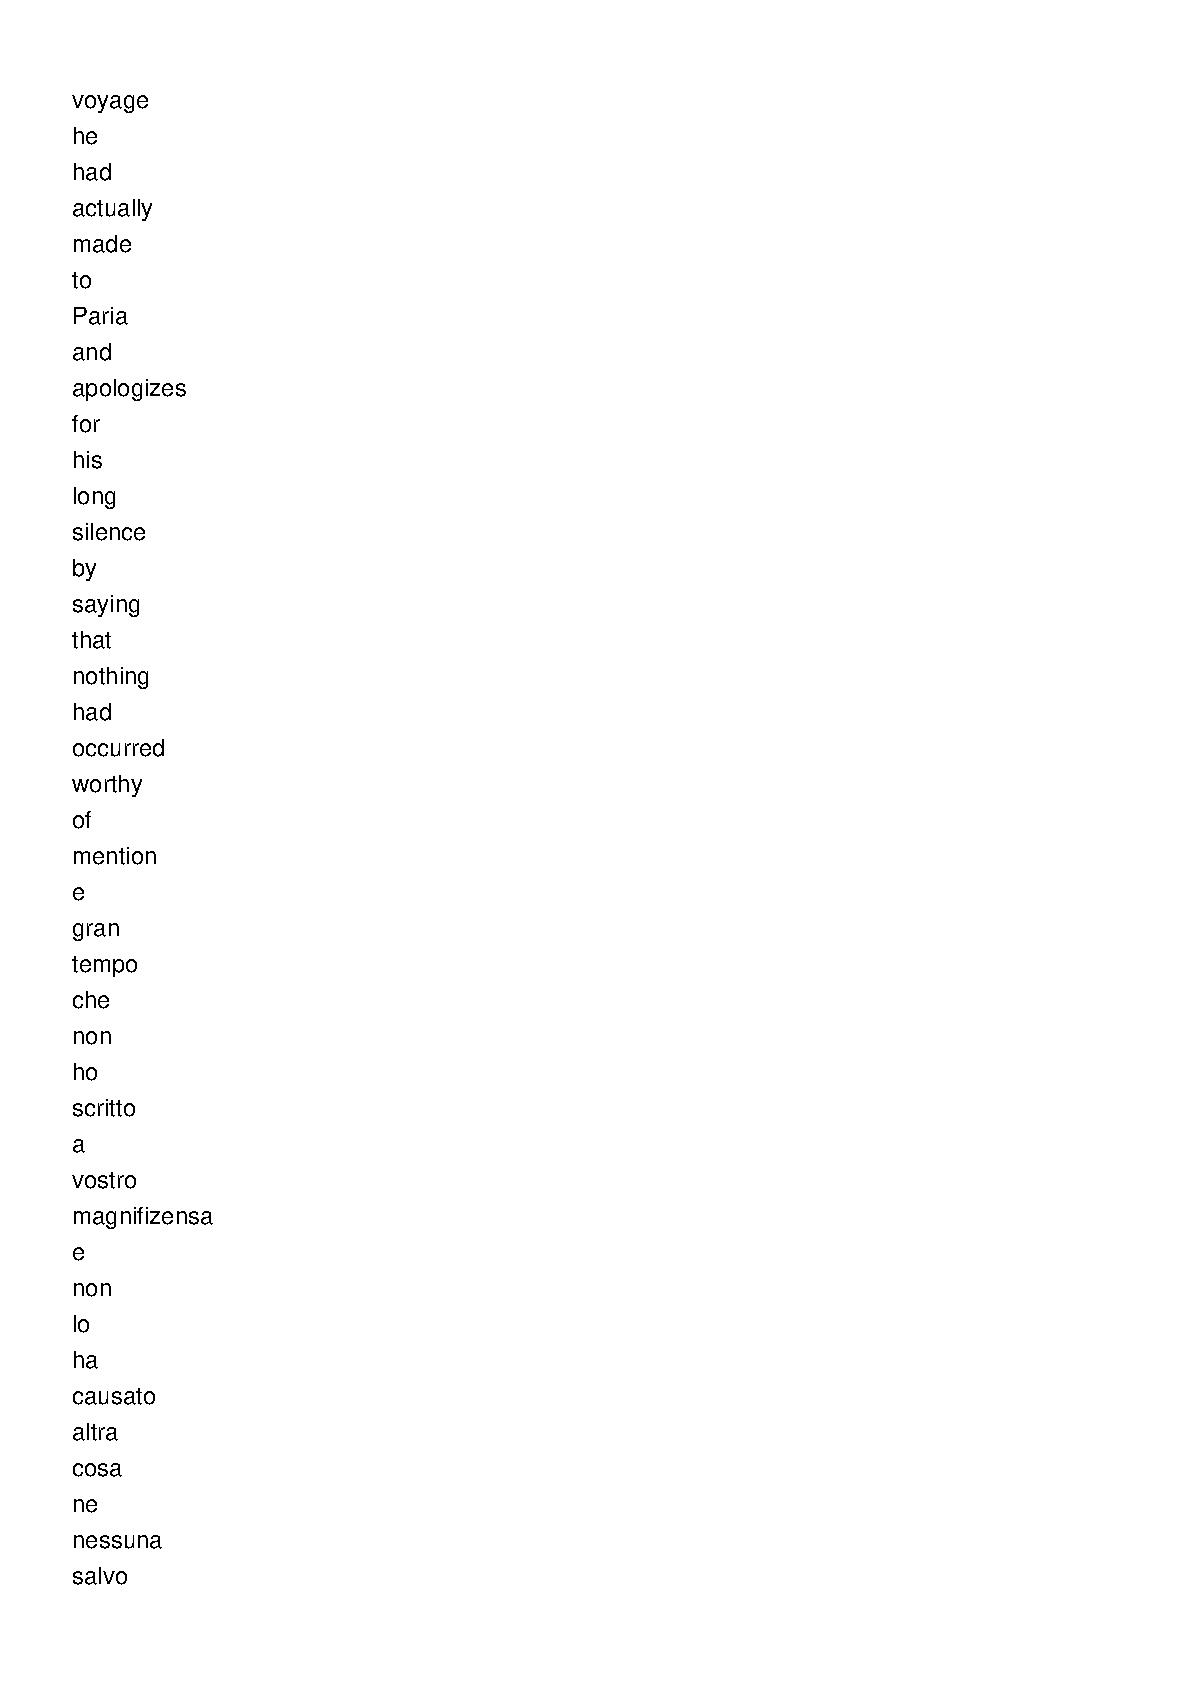 voyage
he
had
actually
made
to
Paria
and
apologizes
for
his
long
silence
by
saying
that
nothing
had
occurred
worthy
of
mention
e
gran
tempo
che
non
ho
scritto
a
vostro
magnifizensa
e
non
lo
ha
causato
altra
cosa
ne
nessuna
salvo